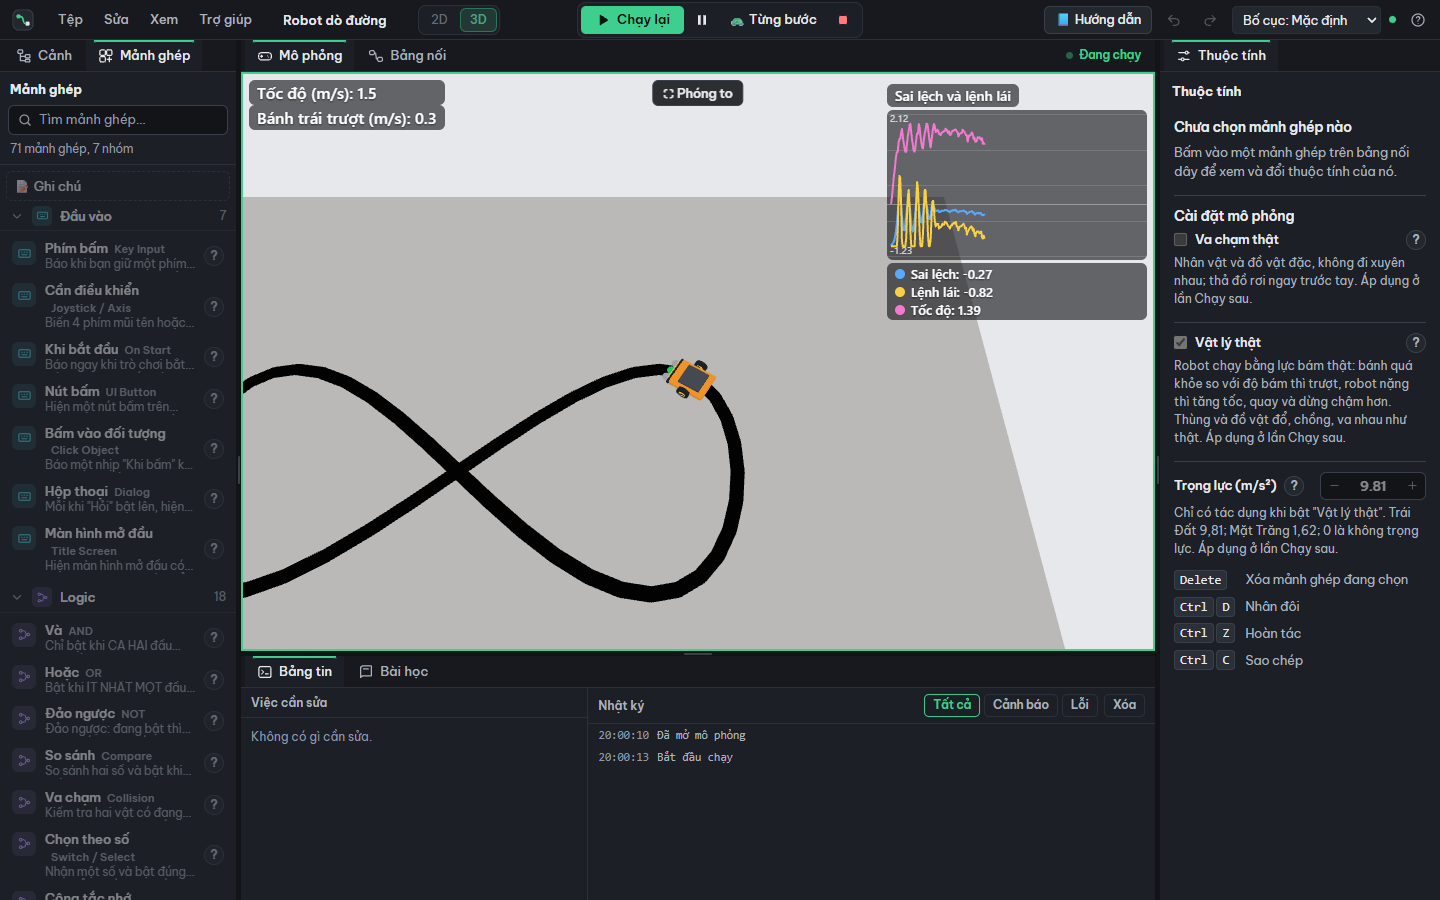 Tệp Sửa Xem Trợ giúp Robot dò đường 2D 3D Chạy lại Từng bước Hướng dẫn Bố cục: Mặc định
Cảnh Mảnh ghép
Mảnh ghép
Tìm mảnh ghép...
71 mảnh ghép, 7 nhóm
Ghi chú
Đầu vào 7
Phím bấm Key Input ?
Báo khi bạn giữ một phím...
Cần điều khiển
Joystick / Axis ?
Biến 4 phím mũi tên hoặc...
Khi bắt đầu On Start ?
Báo ngay khi trò chơi bắt...
Nút bấm UI Button ?
Hiện một nút bấm trên...
Bấm vào đối tượng
Click Object ?
Báo một nhịp "Khi bấm" k...
Hộp thoại Dialog ?
Mỗi khi "Hỏi" bật lên, hiện...
Màn hình mở đầu
Title Screen ?
Hiện màn hình mở đầu có...
Logic 18
Và AND ?
Chỉ bật khi CẢ HAI đầu...
Hoặc OR ?
Bật khi ÍT NHẤT MỘT đầu...
Đảo ngược NOT ?
Đảo ngược: đang bật thì...
So sánh Compare ?
So sánh hai số và bật khi...
Va chạm Collision ?
Kiểm tra hai vật có đang...
Chọn theo số
Switch / Select ?
Nhận một số và bật đúng...
Công tắc nhớ
Mô phỏng Bảng nối Đang chạy
Tốc độ (m/s): 1.5
Bánh trái trượt (m/s): 0.3
Phóng to
Sai lệch và lệnh lái
2.12
-1.23
Sai lệch: -0.27
Lệnh lái: -0.82
Tốc độ: 1.39
Bảng tin Bài học
Việc cần sửa
Không có gì cần sửa.
Nhật ký Tất cả Cảnh báo Lỗi Xóa
20:00:10 Đã mở mô phỏng
20:00:13 Bắt đầu chạy
Thuộc tính
Thuộc tính
Chưa chọn mảnh ghép nào
Bấm vào một mảnh ghép trên bảng nối
dây để xem và đổi thuộc tính của nó.
Cài đặt mô phỏng
Va chạm thật ?
Nhân vật và đồ vật đặc, không đi xuyên
nhau; thả đồ rơi ngay trước tay. Áp dụng ở
lần Chạy sau.
Vật lý thật ?
Robot chạy bằng lực bám thật: bánh quá
khỏe so với độ bám thì trượt, robot nặng
thì tăng tốc, quay và dừng chậm hơn.
Thùng và đồ vật đổ, chồng, va nhau như
thật. Áp dụng ở lần Chạy sau.
Trọng lực (m/s²) ? − 9.81 +
Chỉ có tác dụng khi bật "Vật lý thật". Trái
Đất 9,81; Mặt Trăng 1,62; 0 là không trọng
lực. Áp dụng ở lần Chạy sau.
Delete Xóa mảnh ghép đang chọn
Ctrl D Nhân đôi
Ctrl Z Hoàn tác
Ctrl C Sao chép